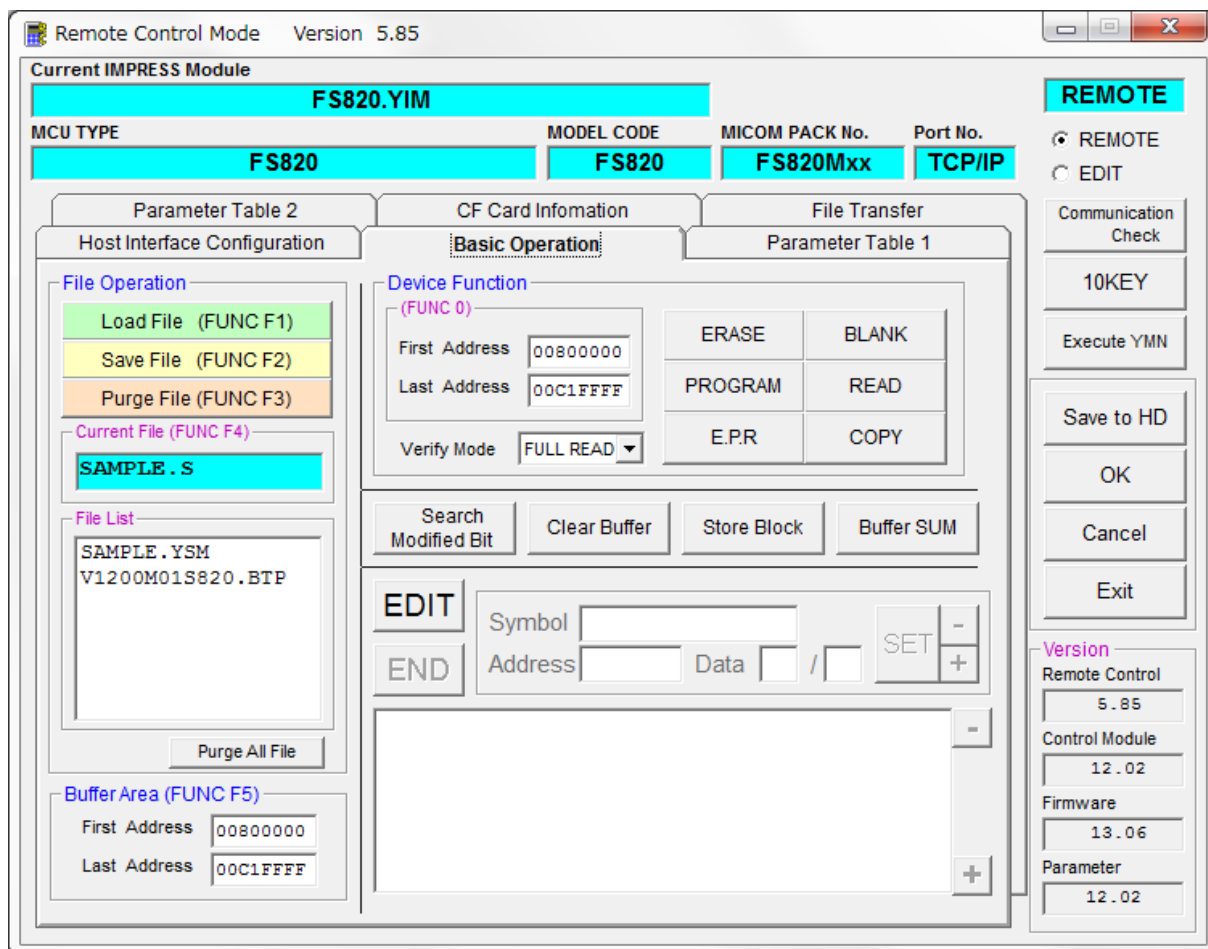 Remote Control Mode Version 5.85
Current IMPRESS Module
FS820.YIM
MCU TYPE
MODEL CODE
MICOM PACK No.
Port No.
FS820
FS820
FS820Mxx
TCP/IP
REMOTE
REMOTE
EDIT
Parameter Table 2
CF Card Infomation
File Transfer
Host Interface Configuration
Basic Operation
Parameter Table 1
File Operation
Load File (FUNC F1)
Save File (FUNC F2)
Purge File (FUNC F3)
Current File (FUNC F4)
SAMPLE.S
File List
SAMPLE.YSM
V1200M01S820.BTP
Purge All File
Buffer Area (FUNC F5)
First Address 00800000
Last Address 00C1FFFF
Device Function
(FUNC 0)
First Address 00800000
Last Address 00C1FFFF
Verify Mode FULL READ
ERASE
BLANK
PROGRAM
READ
E.P.R
COPY
Search
Modified Bit
Clear Buffer
Store Block
Buffer SUM
EDIT
END
Symbol
Address
Data /
SET
-
+
-
+
Communication
Check
10KEY
Execute YMN
Save to HD
OK
Cancel
Exit
Version
Remote Control
5.85
Control Module
12.02
Firmware
13.06
Parameter
12.02